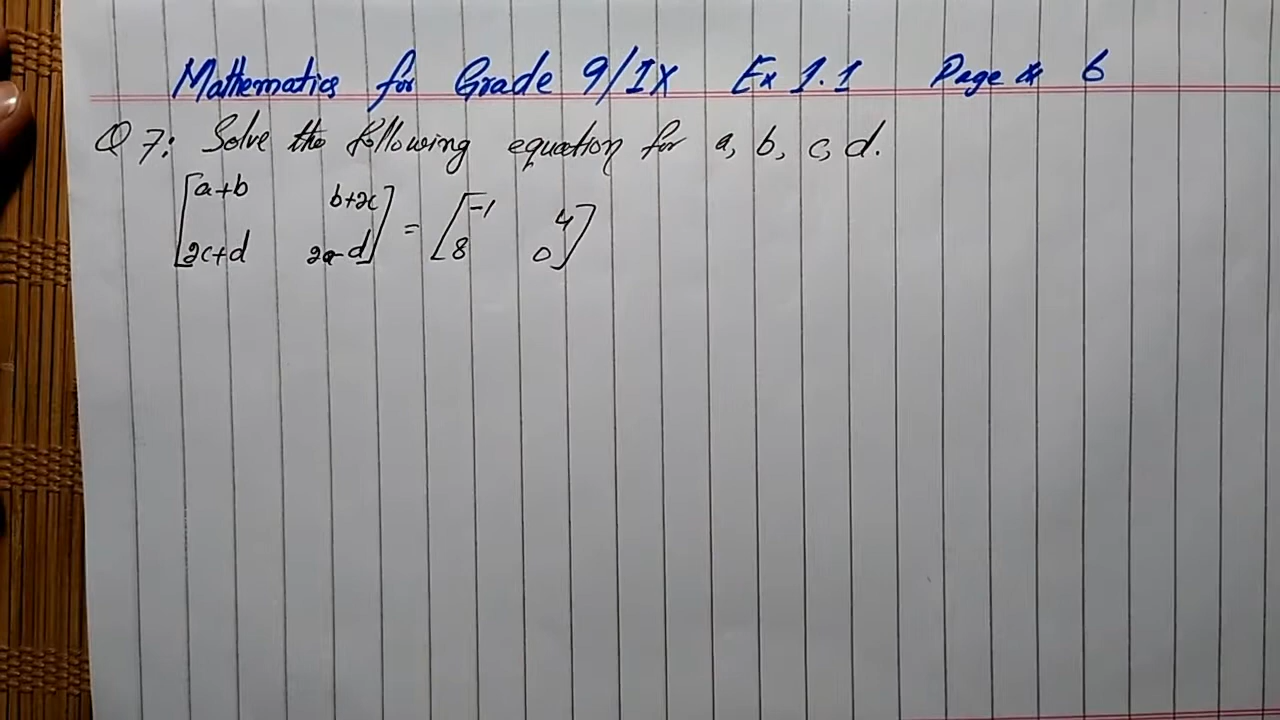 Mathematics for Grade 9/IX Ex 1.1 Page # 6
Q 7: Solve the following equation for a, b, c, d.
[a+b b+2c] = [-1 4]
[2c+d 2a-d] [8 0]